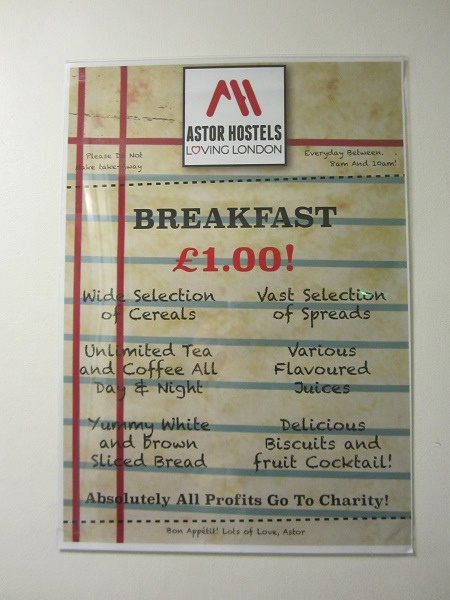 ASTOR HOSTELS
LOVING LONDON
Please Do Not
Make take-away
Everyday Between
8am And 10am!
BREAKFAST
£1.00!
Wide Selection
of Cereals
Vast Selection
of Spreads
Unlimited Tea
and Coffee All
Day & Night
Various
Flavoured
Juices
Yummy White
and brown
Sliced Bread
Delicious
Biscuits and
fruit Cocktail!
Absolutely All Profits Go To Charity!
Bon Appétit! Lots of Love, Astor